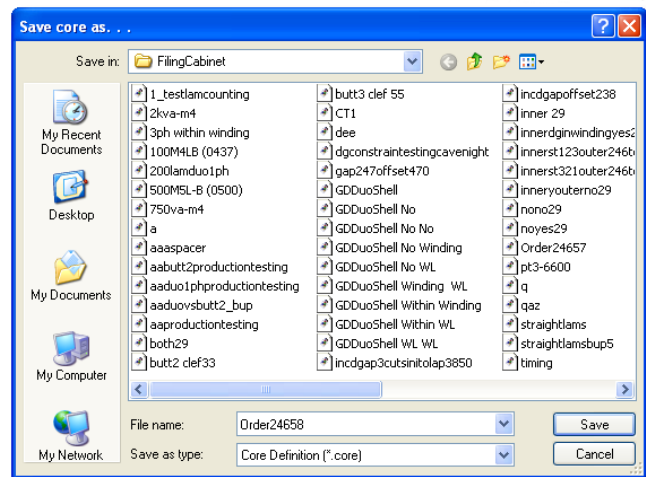 Save core as. . .
Save in:
FilingCabinet
My Recent
Documents
Desktop
My Documents
My Computer
My Network
1_testlamcounting
2kva-m4
3ph within winding
100M4LB (0437)
200lamduo1ph
500M5L-B (0500)
750va-m4
a
aaaspacer
aabutt2productiontesting
aaduo1phproductiontesting
aaduovsbutt2_bup
aaproductiontesting
both29
butt2 clef33
butt3 clef 55
CT1
dee
dgconstraintestingcavenight
gap247offset470
GDDuoShell
GDDuoShell No
GDDuoShell No No
GDDuoShell No Winding
GDDuoShell No WL
GDDuoShell Winding WL
GDDuoShell Within Winding
GDDuoShell Within WL
GDDuoShell WL WL
incdgap3cutsinitolap3850
incdgapoffset238
inner 29
innerdginwindingyes2
innerst123outer246t
innerst321outer246t
inneryouterno29
nono29
noyes29
Order24657
pt3-6600
q
qaz
straightlams
straightlamsbup5
timing
File name:
Order24658
Save
Save as type:
Core Definition (*.core)
Cancel